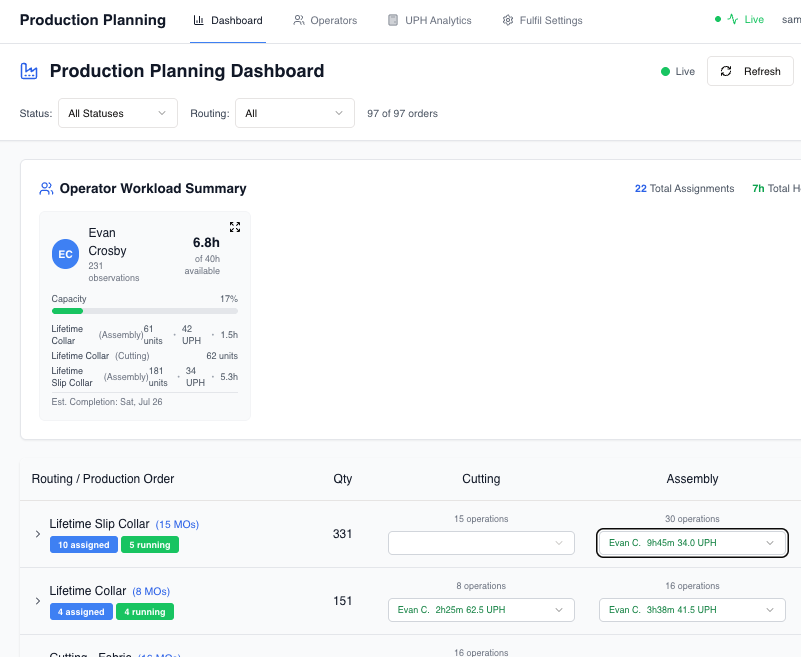 Production Planning
Dashboard
Operators
UPH Analytics
Fulfil Settings
Live
sam
Production Planning Dashboard
Live
Refresh
Status:
All Statuses
Routing:
All
97 of 97 orders
Operator Workload Summary
22 Total Assignments
7h Total H
EC
Evan
Crosby
231
observations
6.8h
of 40h
available
Capacity
17%
Lifetime
Collar
(Assembly)
61
units
·
42
UPH
·
1.5h
Lifetime Collar (Cutting)
62 units
Lifetime
Slip Collar
(Assembly)
181
units
·
34
UPH
·
5.3h
Est. Completion: Sat, Jul 26
Routing / Production Order
Qty
Cutting
Assembly
Lifetime Slip Collar (15 MOs)
10 assigned
5 running
331
15 operations
30 operations
Evan C. 9h45m 34.0 UPH
Lifetime Collar (8 MOs)
4 assigned
4 running
151
8 operations
Evan C. 2h25m 62.5 UPH
16 operations
Evan C. 3h38m 41.5 UPH
Cutting - Fabric (16 MOs)
16 operations